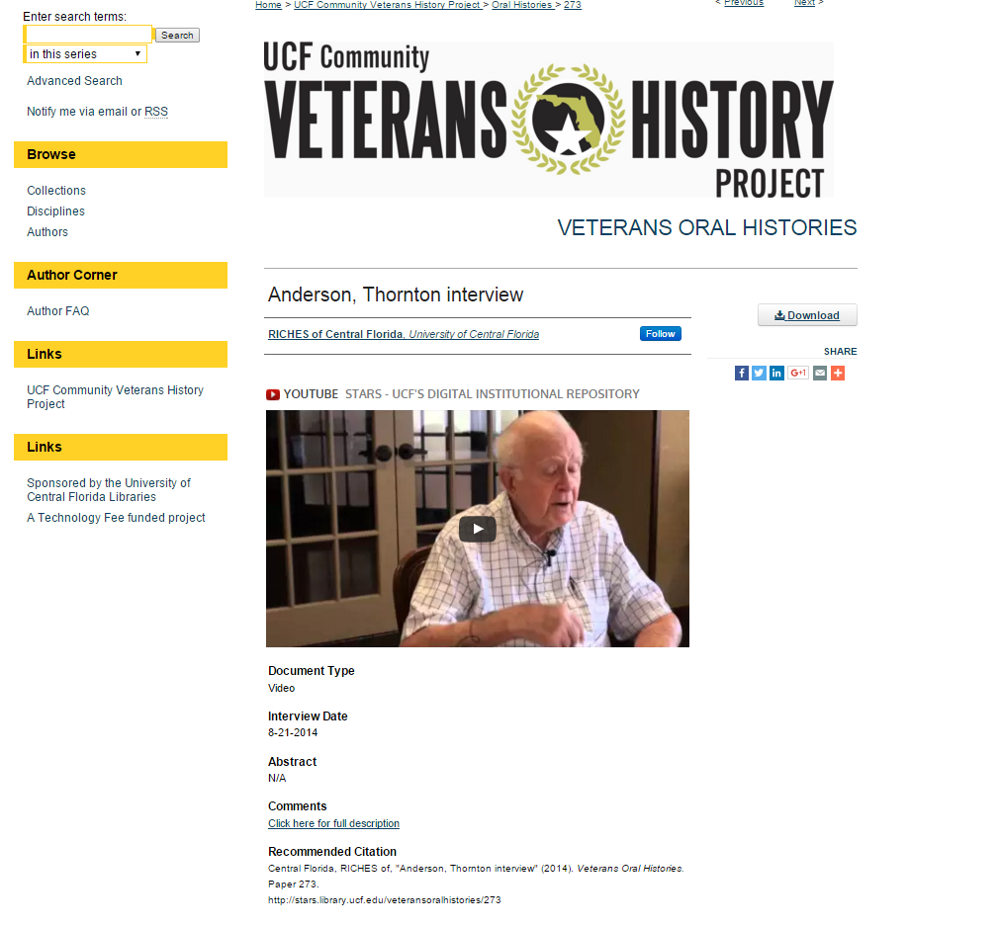 Home > UCF Community Veterans History Project > Oral Histories > 273
< Previous Next >
Enter search terms:
Search
in this series ▼
Advanced Search
Notify me via email or RSS
Browse
Collections
Disciplines
Authors
Author Corner
Author FAQ
Links
UCF Community Veterans History
Project
Links
Sponsored by the University of
Central Florida Libraries
A Technology Fee funded project
UCF Community
VETERANS HISTORY
PROJECT
VETERANS ORAL HISTORIES
Anderson, Thornton interview
RICHES of Central Florida, University of Central Florida
Follow
Download
SHARE
f in G+1 +
YOUTUBE STARS - UCF'S DIGITAL INSTITUTIONAL REPOSITORY
Document Type
Video
Interview Date
8-21-2014
Abstract
N/A
Comments
Click here for full description
Recommended Citation
Central Florida, RICHES of, "Anderson, Thornton interview" (2014). Veterans Oral Histories.
Paper 273.
http://stars.library.ucf.edu/veteransoralhistories/273